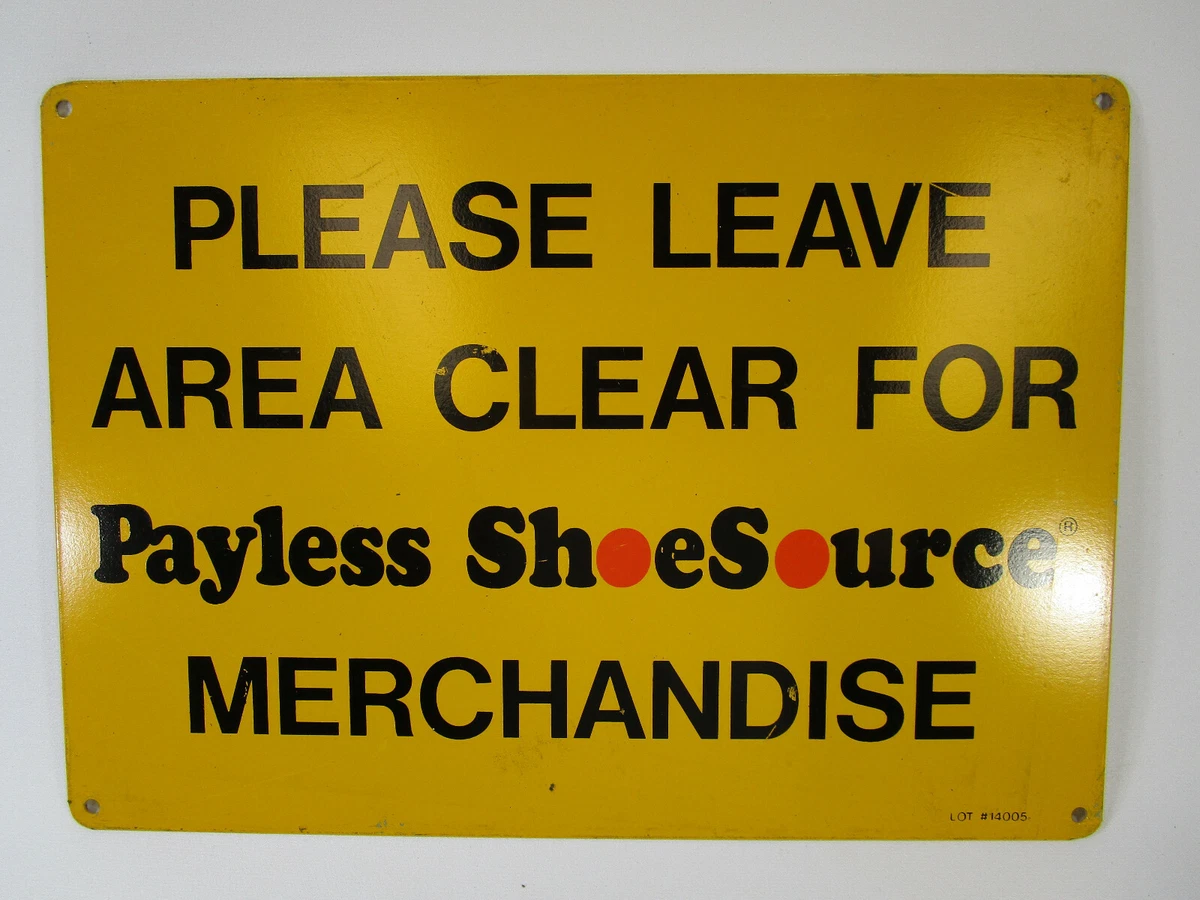 PLEASE LEAVE
AREA CLEAR FOR
Payless ShoeSource®
MERCHANDISE
LOT #14005